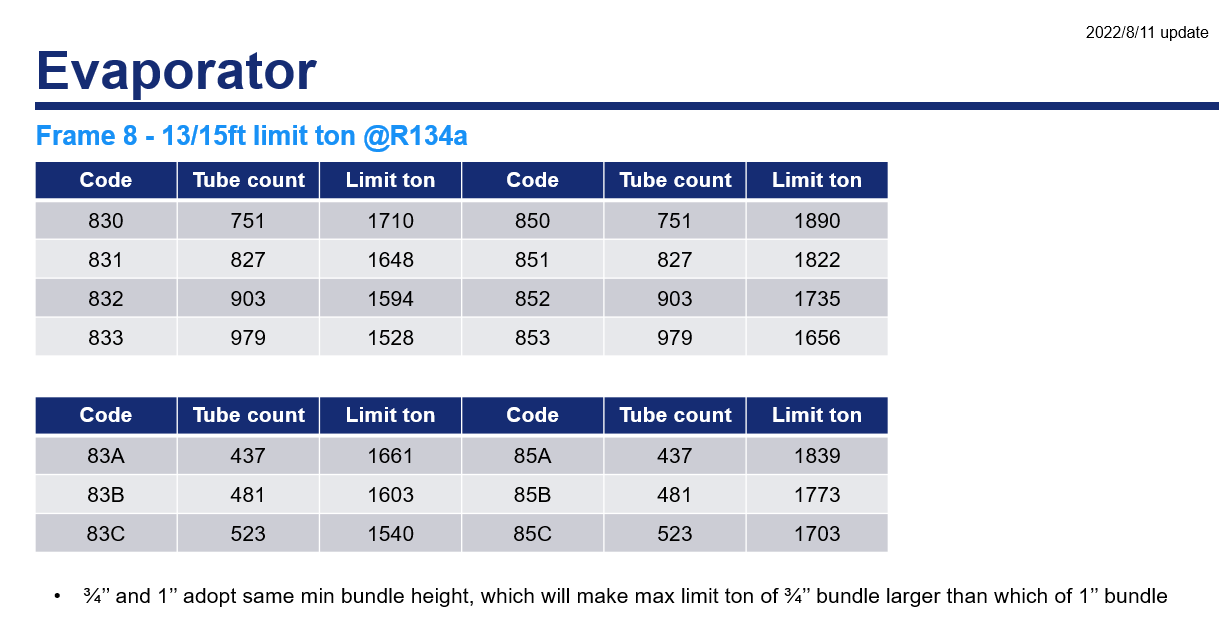 2022/8/11 update
Evaporator
Frame 8 - 13/15ft limit ton @R134a
Code Tube count Limit ton Code Tube count Limit ton
830 751 1710 850 751 1890
831 827 1648 851 827 1822
832 903 1594 852 903 1735
833 979 1528 853 979 1656
Code Tube count Limit ton Code Tube count Limit ton
83A 437 1661 85A 437 1839
83B 481 1603 85B 481 1773
83C 523 1540 85C 523 1703
• ¾’’ and 1’’ adopt same min bundle height, which will make max limit ton of ¾’’ bundle larger than which of 1’’ bundle